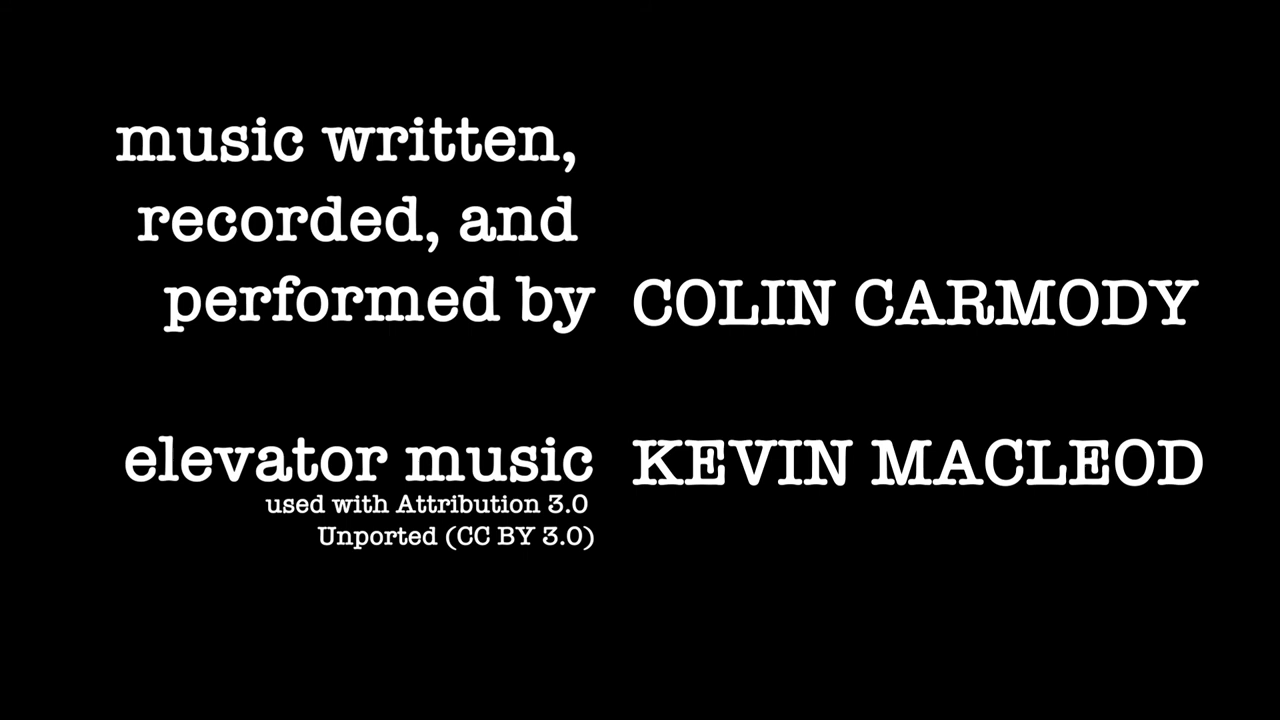 music written,
recorded, and
performed by COLIN CARMODY
elevator music KEVIN MACLEOD
used with Attribution 3.0
Unported (CC BY 3.0)